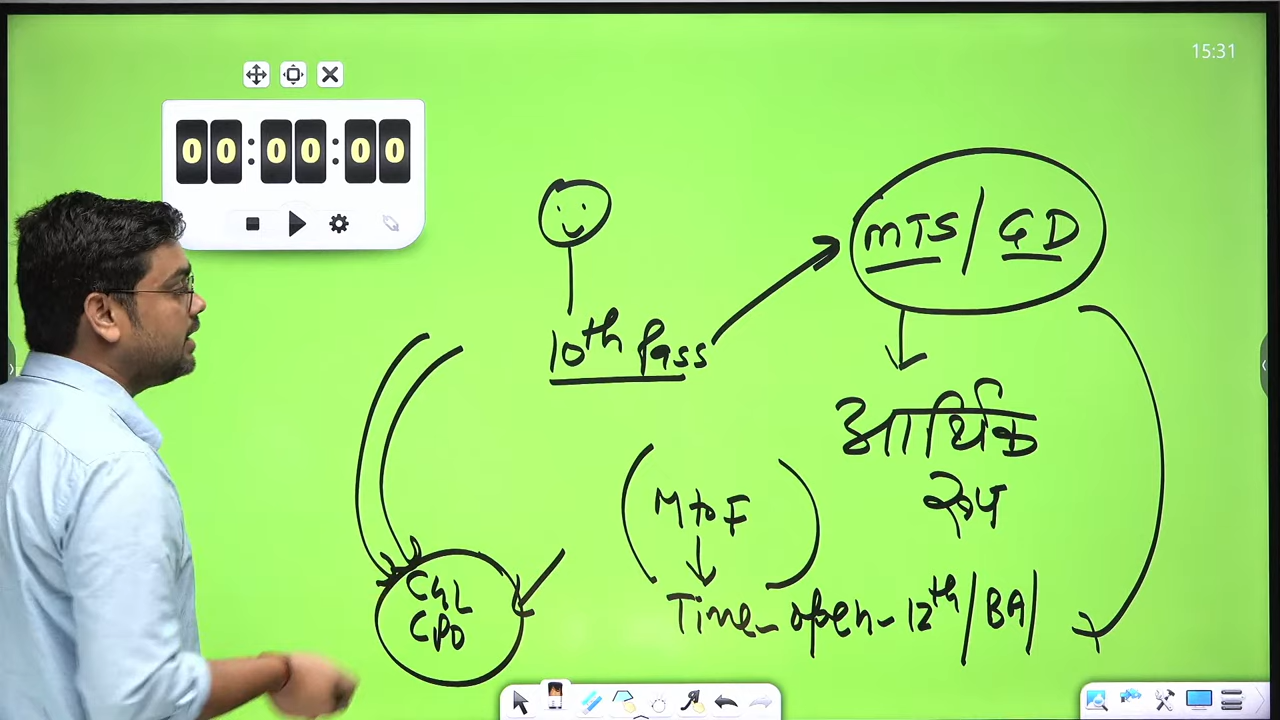 15:31
00:00:00
MTS/GD
10th Pass
आर्थिक
रूप
M to F
Time-open-12th/BA/
CGL
CPO